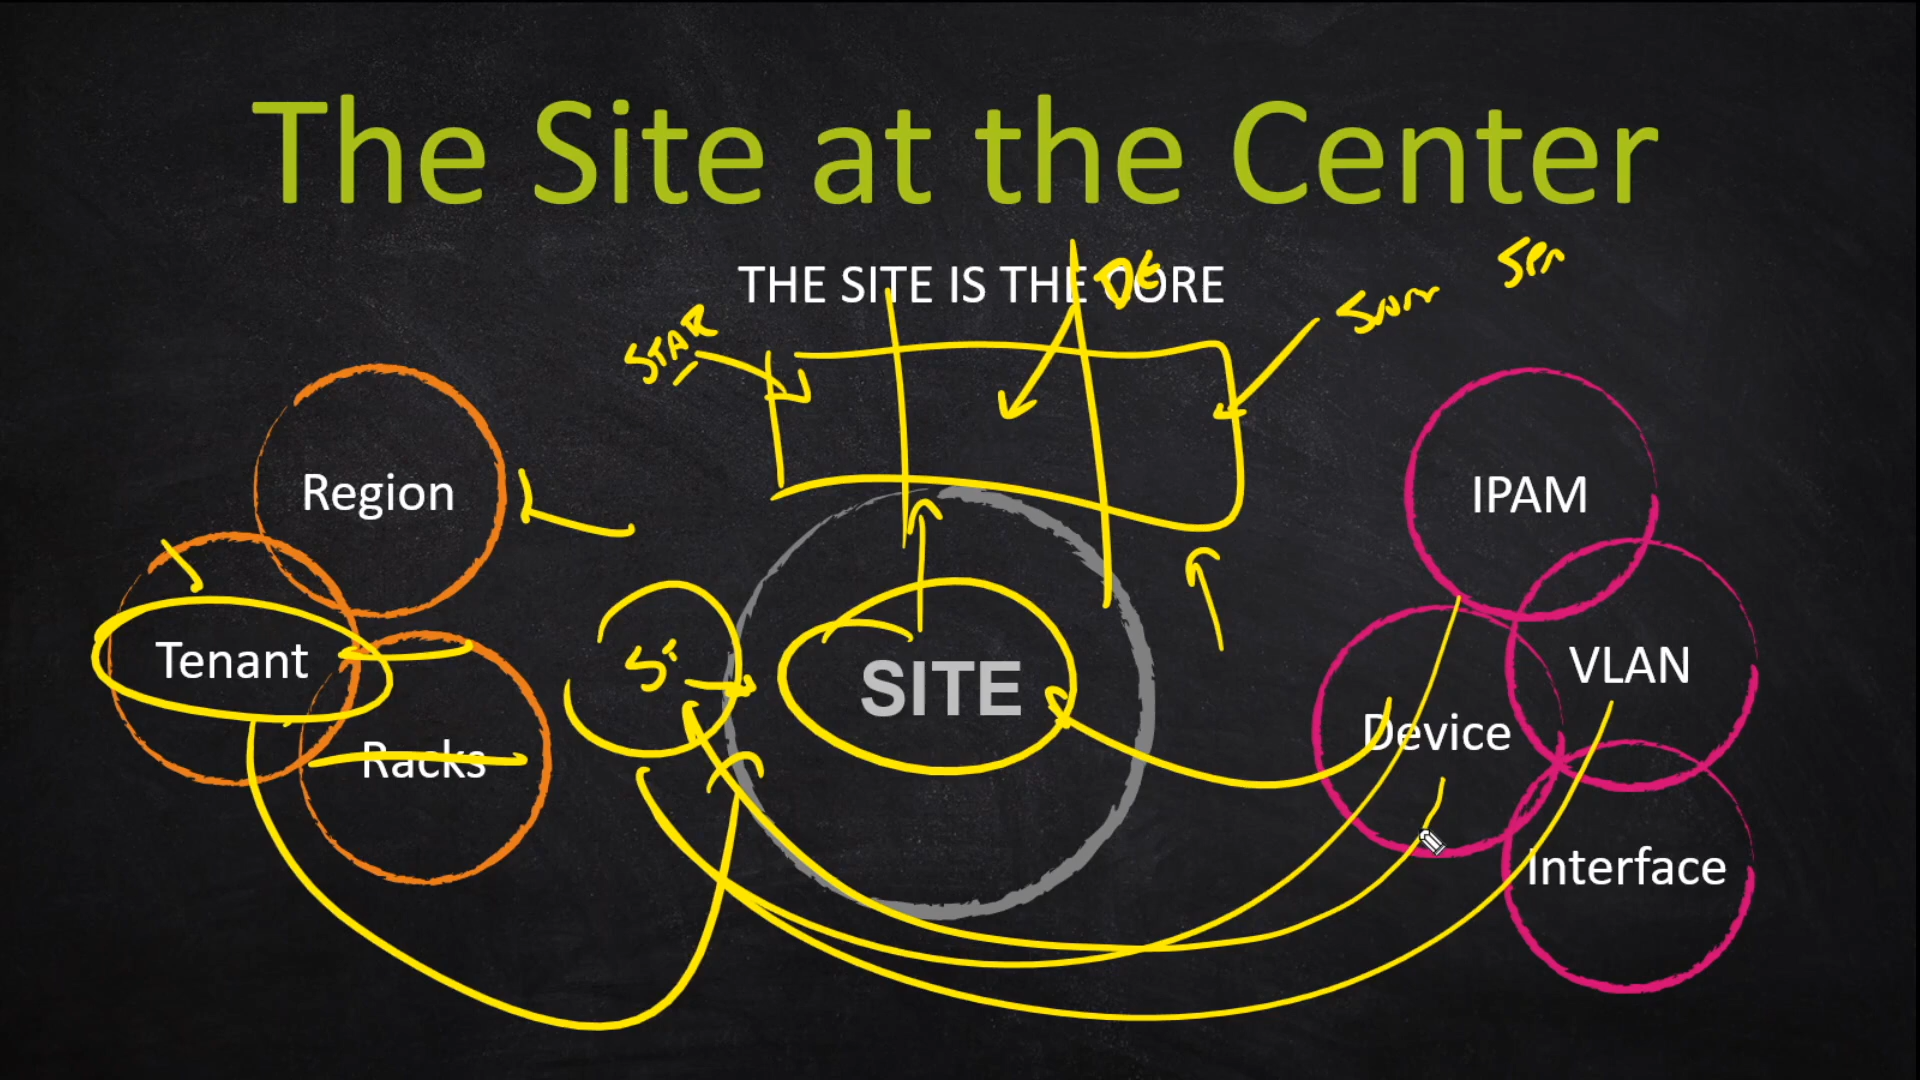 The Site at the Center
THE SITE IS THE CORE
STAR
Region
IPAM
Tenant
SITE
VLAN
Device
Racks
Interface